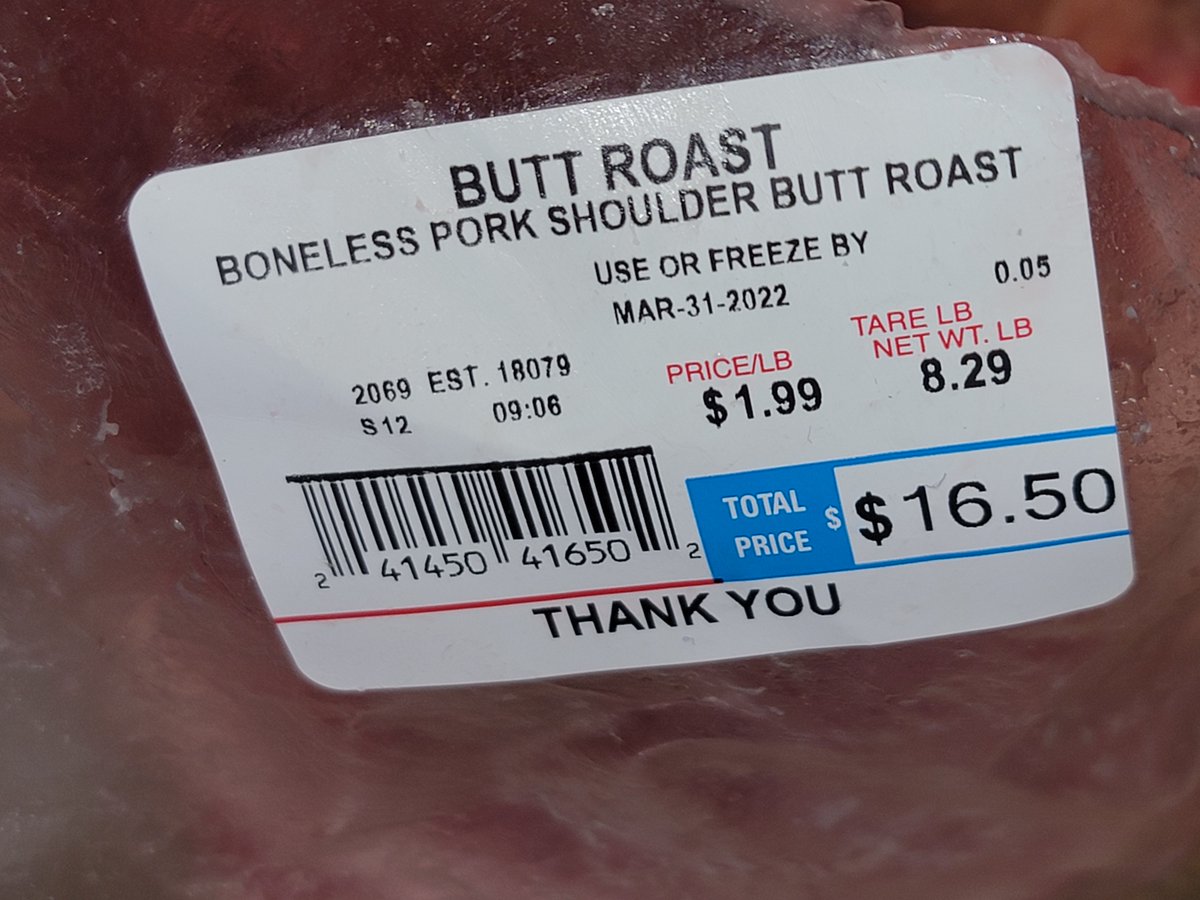 BUTT ROAST
BONELESS PORK SHOULDER BUTT ROAST
USE OR FREEZE BY
MAR-31-2022
0.05
TARE LB
NET WT. LB
8.29
PRICE/LB
$1.99
2069 EST. 18079
S12 09:06
2 41450 41650 2
TOTAL PRICE $ $16.50
THANK YOU